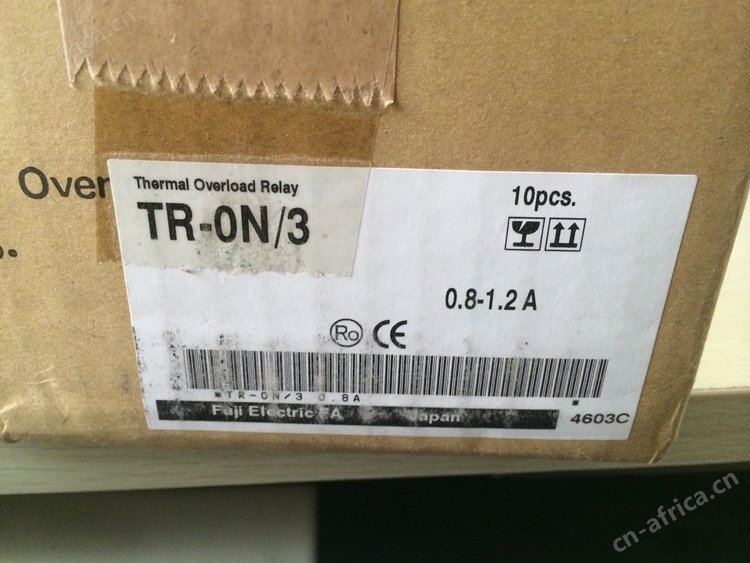 Over
Thermal Overload Relay
10pcs.
TR-0N/3
s.
0.8-1.2 A
Ro CE
*TR-0N/3 0.8A *
Fuji Electric FA Japan
4603C
cn-africa.cn